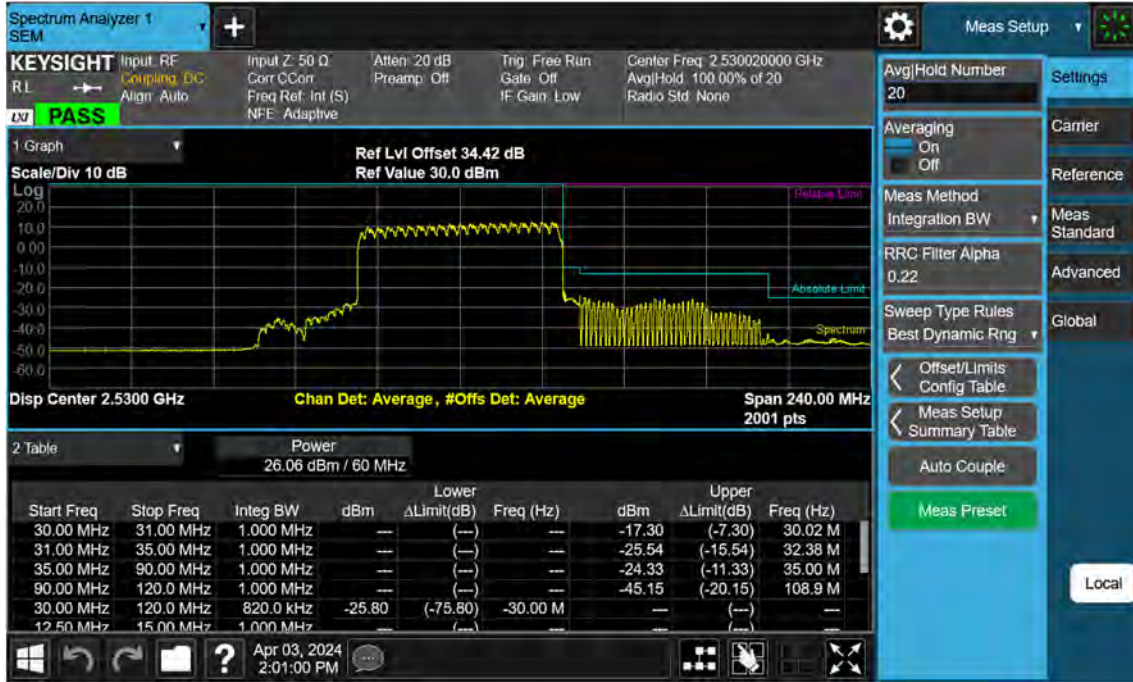 Spectrum Analyzer 1
SEM
+
Meas Setup
KEYSIGHT
RL
LXI
PASS
Input: RF
Coupling: DC
Align: Auto
Input Z: 50 Ω
Corr CCorr
Freq Ref: Int (S)
NFE: Adaptive
Atten: 20 dB
Preamp: Off
Trig: Free Run
Gate: Off
IF Gain: Low
Center Freq: 2.530020000 GHz
Avg|Hold: 100.00% of 20
Radio Std: None
1 Graph
Scale/Div 10 dB
Ref Lvl Offset 34.42 dB
Ref Value 30.0 dBm
Log
20.0
10.0
0.00
-10.0
-20.0
-30.0
-40.0
-50.0
-60.0
Relative Limit
Absolute Limit
Spectrum
Disp Center 2.5300 GHz
Chan Det: Average, #Offs Det: Average
Span 240.00 MHz
2001 pts
2 Table
Power
26.06 dBm / 60 MHz
Lower Upper
Start Freq Stop Freq Integ BW dBm ΔLimit(dB) Freq (Hz) dBm ΔLimit(dB) Freq (Hz)
30.00 MHz 31.00 MHz 1.000 MHz --- (---) --- -17.30 (-7.30) 30.02 M
31.00 MHz 35.00 MHz 1.000 MHz --- (---) --- -25.54 (-15.54) 32.38 M
35.00 MHz 90.00 MHz 1.000 MHz --- (---) --- -24.33 (-11.33) 35.00 M
90.00 MHz 120.0 MHz 1.000 MHz --- (---) --- -45.15 (-20.15) 108.9 M
30.00 MHz 120.0 MHz 820.0 kHz -25.80 (-75.80) -30.00 M --- (---) ---
12.50 MHz 15.00 MHz 1.000 MHz --- (---) --- --- (---) ---
?
Apr 03, 2024
2:01:00 PM
Avg|Hold Number
20
Averaging
On
Off
Meas Method
Integration BW
RRC Filter Alpha
0.22
Sweep Type Rules
Best Dynamic Rng
Offset/Limits
Config Table
Meas Setup
Summary Table
Auto Couple
Meas Preset
Settings
Carrier
Reference
Meas
Standard
Advanced
Global
Local